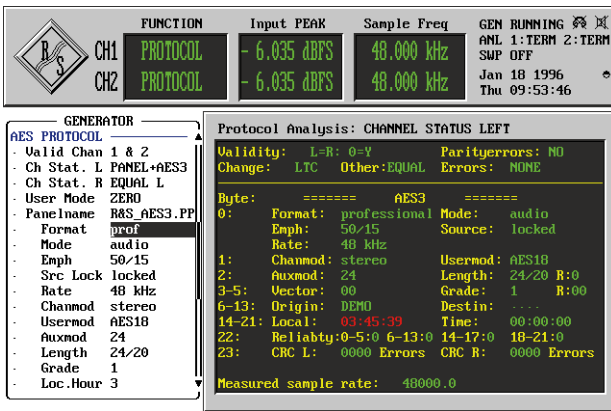 FUNCTION Input PEAK Sample Freq GEN RUNNING
R S CH1 PROTOCOL - 6.035 dBFS 48.000 kHz ANL 1:TERM 2:TERM
SWP OFF
CH2 PROTOCOL - 6.035 dBFS 48.000 kHz Jan 18 1996
Thu 09:53:46
GENERATOR
AES PROTOCOL
Valid Chan 1 & 2
Ch Stat. L PANEL+AES3
Ch Stat. R EQUAL L
User Mode ZERO
Panelname R&S_AES3.PP
Format prof
Mode audio
Emph 50/15
Src Lock locked
Rate 48 kHz
Chanmod stereo
Usermod AES18
Auxmod 24
Length 24/20
Grade 1
Loc.Hour 3
Protocol Analysis: CHANNEL STATUS LEFT
Validity: L=R: 0=Y Parityerrors: NO
Change: LTC Other:EQUAL Errors: NONE
Byte: ======= AES3 =======
0: Format: professional Mode: audio
Emph: 50/15 Source: locked
Rate: 48 kHz
1: Chanmod: stereo Usermod: AES18
2: Auxmod: 24 Length: 24/20 R:0
3-5: Vector: 00 Grade: 1 R:00
6-13: Origin: DEMO Destin: ....
14-21: Local: 03:45:39 Time: 00:00:00
22: Reliabty:0-5:0 6-13:0 14-17:0 18-21:0
23: CRC L: 0000 Errors CRC R: 0000 Errors
Measured sample rate: 48000.0